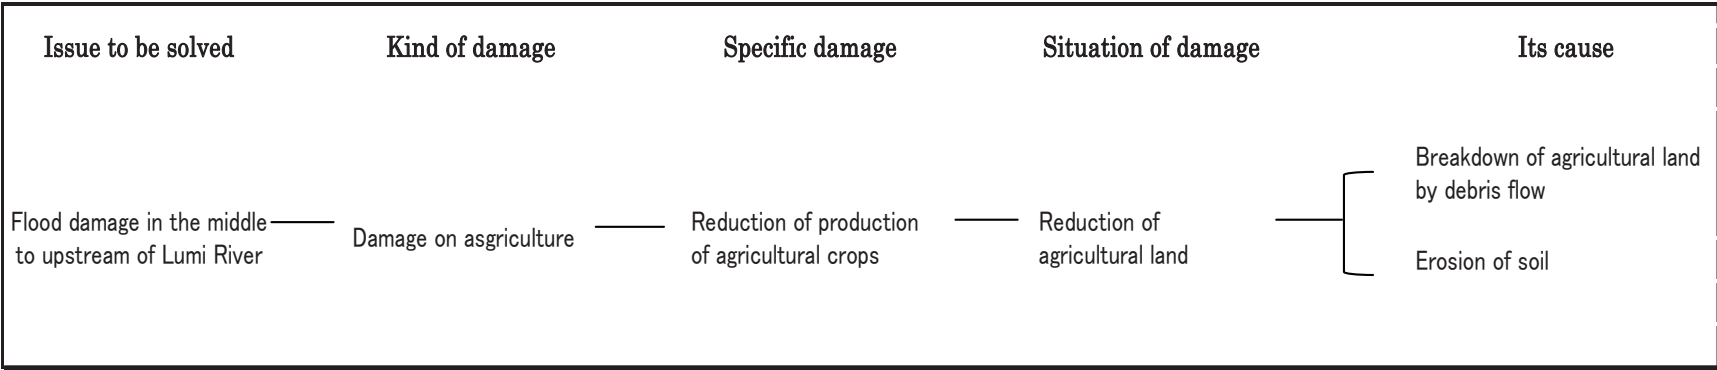 Issue to be solved
Kind of damage
Specific damage
Situation of damage
Its cause
Flood damage in the middle
to upstream of Lumi River
Damage on asgriculture
Reduction of production
of agricultural crops
Reduction of
agricultural land
Breakdown of agricultural land
by debris flow
Erosion of soil